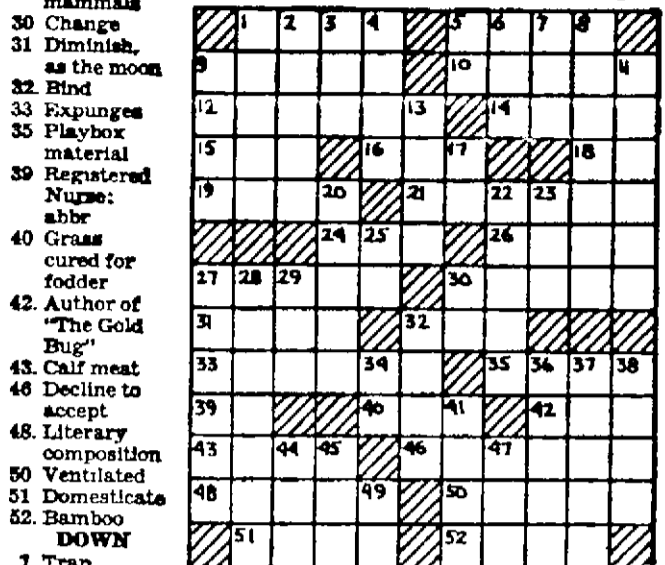 mammals
30 Change
31 Diminish,
as the moon
32. Bind
33 Expunges
35 Playbox
material
39 Registered
Nurse:
abbr
40 Grass
cured for
fodder
42. Author of
"The Gold
Bug"
43. Calf meat
46 Decline to
accept
48. Literary
composition
50 Ventilated
51 Domesticate
52. Bamboo
DOWN
1 2 3 4 5 6 7 8
9 10 11
12 13 14
15 16 17 18
19 20 21 22 23
24 25 26
27 28 29 30
31 32
33 34 35 36 37 38
39 40 41 42
43 44 45 46 47
48 49 50
51 52